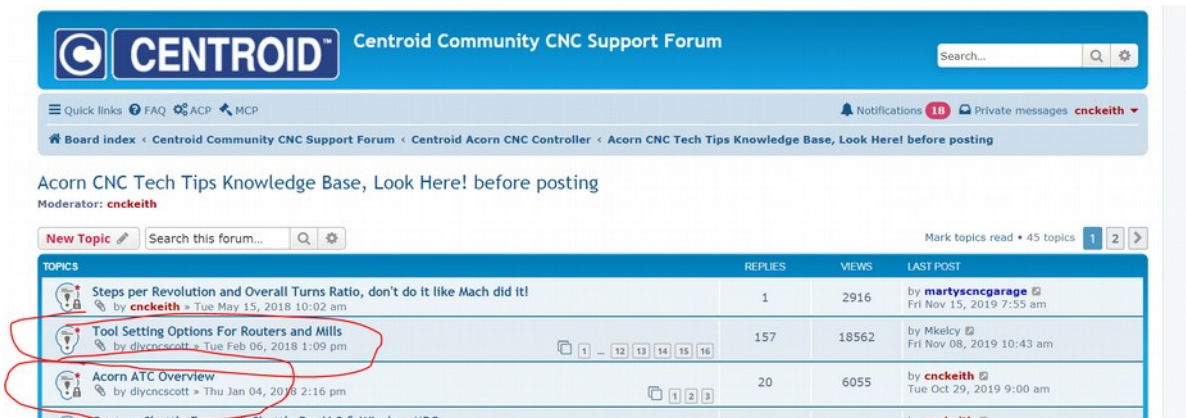 CENTROID™
Centroid Community CNC Support Forum
Search...
Quick links FAQ ACP MCP
Notifications 18 Private messages cnckeith
Board index ‹ Centroid Community CNC Support Forum ‹ Centroid Acorn CNC Controller ‹ Acorn CNC Tech Tips Knowledge Base, Look Here! before posting
Acorn CNC Tech Tips Knowledge Base, Look Here! before posting
Moderator: cnckeith
New Topic Search this forum... Mark topics read • 45 topics 1 2
TOPICS REPLIES VIEWS LAST POST
Steps per Revolution and Overall Turns Ratio, don't do it like Mach did it!
by cnckeith » Tue May 15, 2018 10:02 am
1 2916
by martyscncgarage
Fri Nov 15, 2019 7:55 am
Tool Setting Options For Routers and Mills
by diycncscott » Tue Feb 06, 2018 1:09 pm
1 … 12 13 14 15 16
157 18562
by Mkelcy
Fri Nov 08, 2019 10:43 am
Acorn ATC Overview
by diycncscott » Thu Jan 04, 2018 2:16 pm
1 2 3
20 6055
by cnckeith
Tue Oct 29, 2019 9:00 am